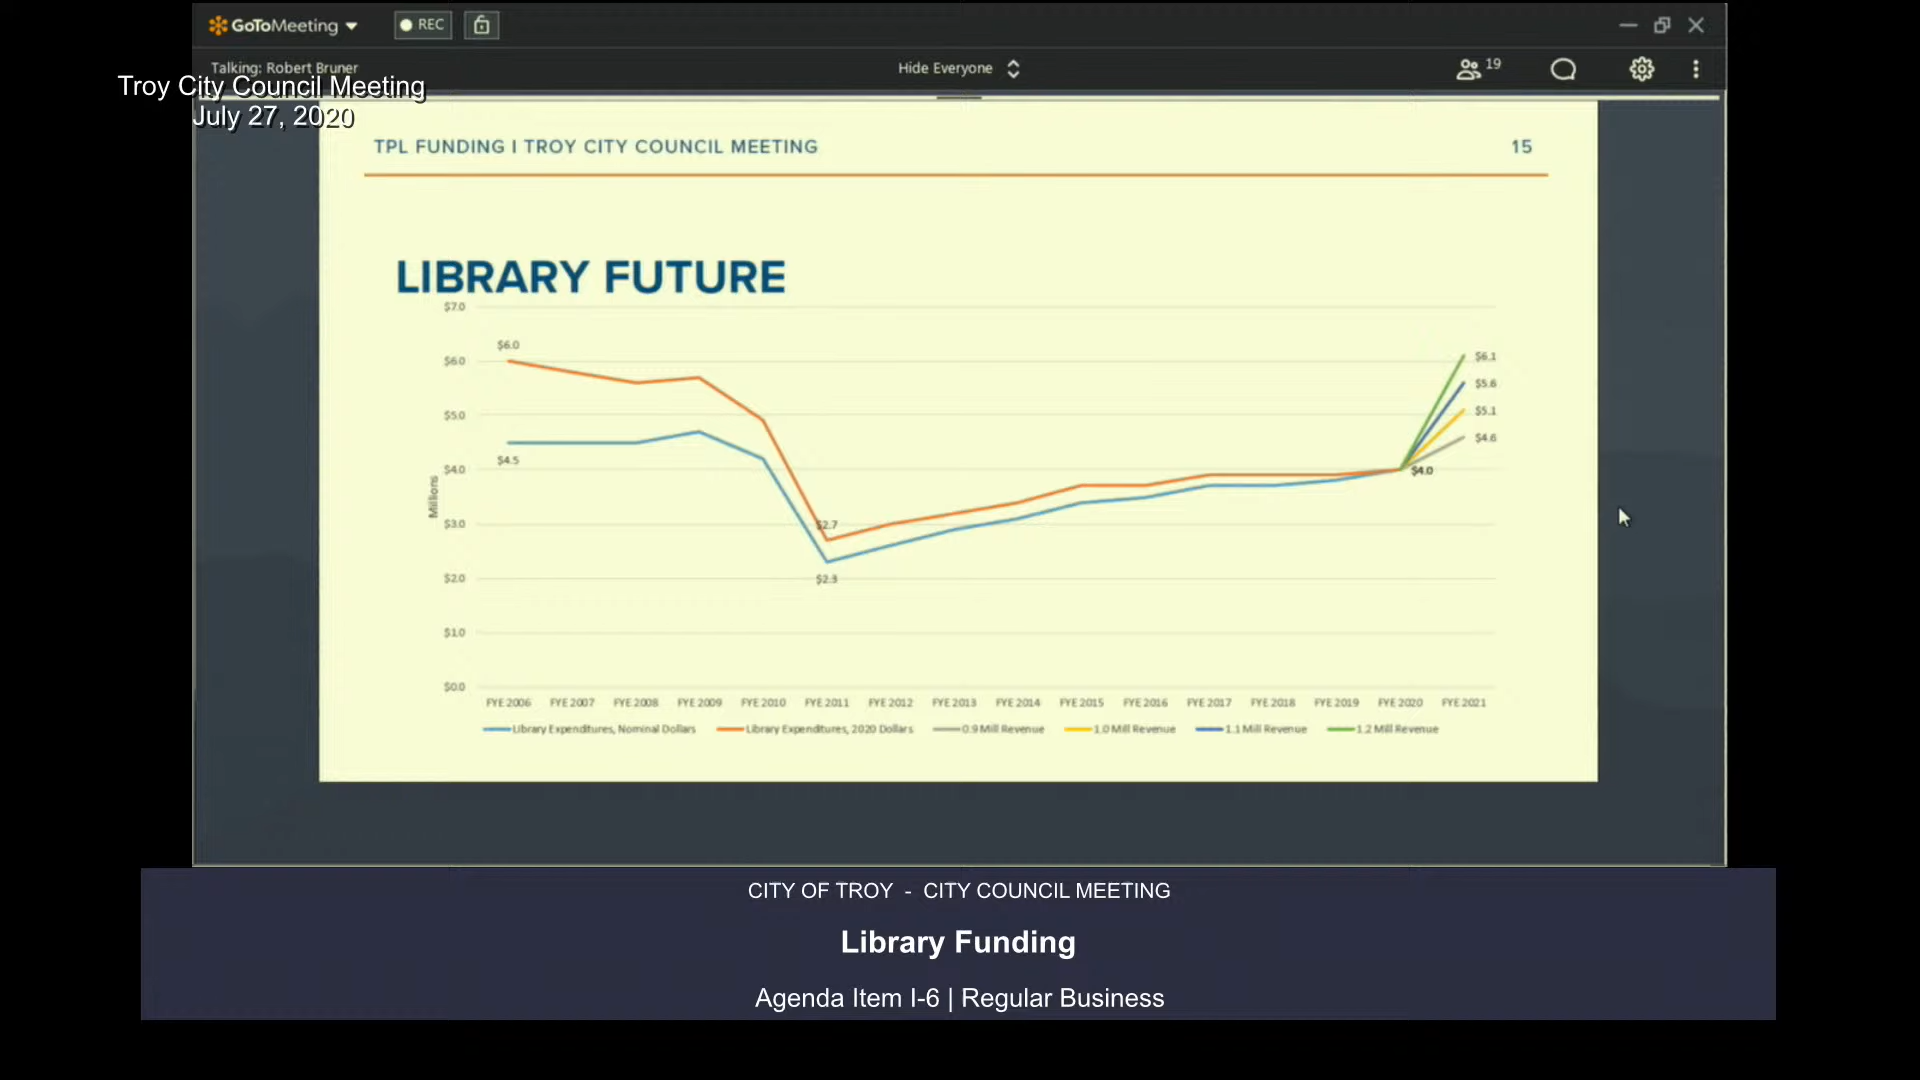 GoToMeeting
REC
Talking: Robert Bruner
Hide Everyone
19
Troy City Council Meeting
July 27, 2020
TPL FUNDING I TROY CITY COUNCIL MEETING
15
LIBRARY FUTURE
$7.0
$6.0
$5.0
$4.0
$3.0
$2.0
$1.0
$0.0
Millions
$6.0
$4.5
$2.7
$2.3
$4.0
$6.1
$5.6
$5.1
$4.6
FYE 2006 FYE 2007 FYE 2008 FYE 2009 FYE 2010 FYE 2011 FYE 2012 FYE 2013 FYE 2014 FYE 2015 FYE 2016 FYE 2017 FYE 2018 FYE 2019 FYE 2020 FYE 2021
Library Expenditures, Nominal Dollars Library Expenditures, 2020 Dollars 0.9 Mill Revenue 1.0 Mill Revenue 1.1 Mill Revenue 1.2 Mill Revenue
CITY OF TROY - CITY COUNCIL MEETING
Library Funding
Agenda Item I-6 | Regular Business